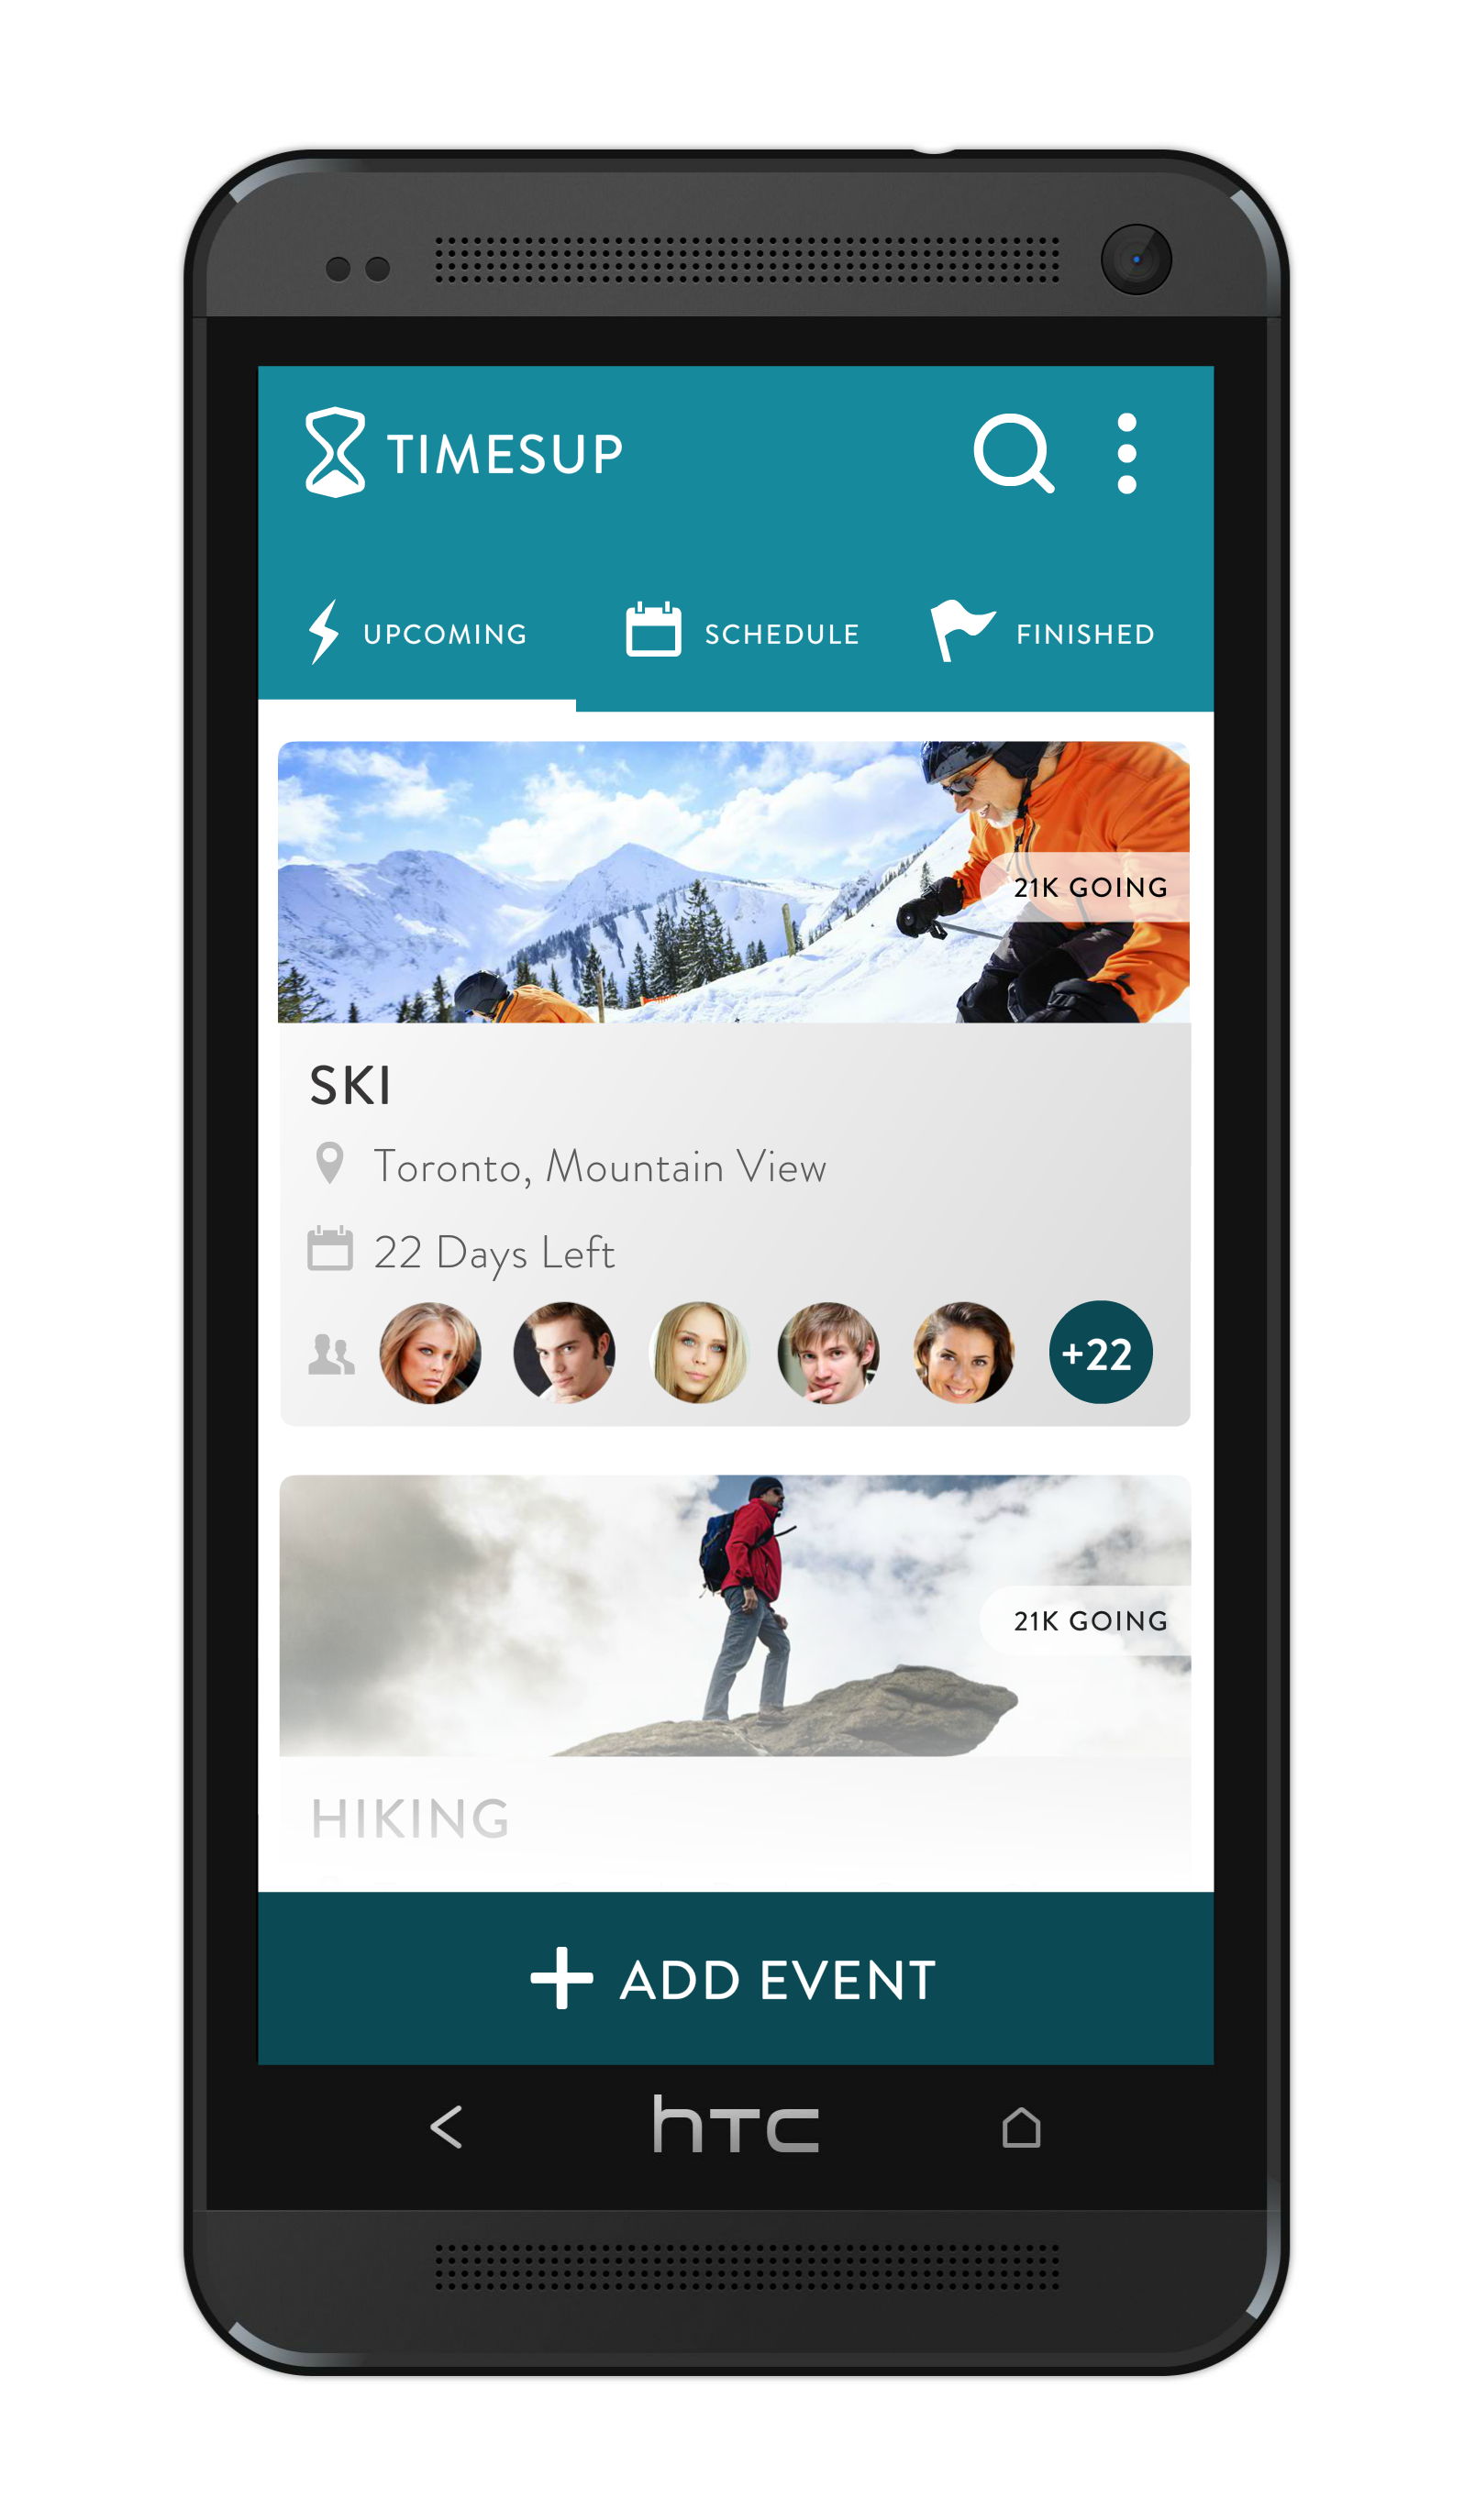 TIMESUP
UPCOMING SCHEDULE FINISHED
21K GOING
SKI
Toronto, Mountain View
22 Days Left
+22
21K GOING
HIKING
ADD EVENT
hTC